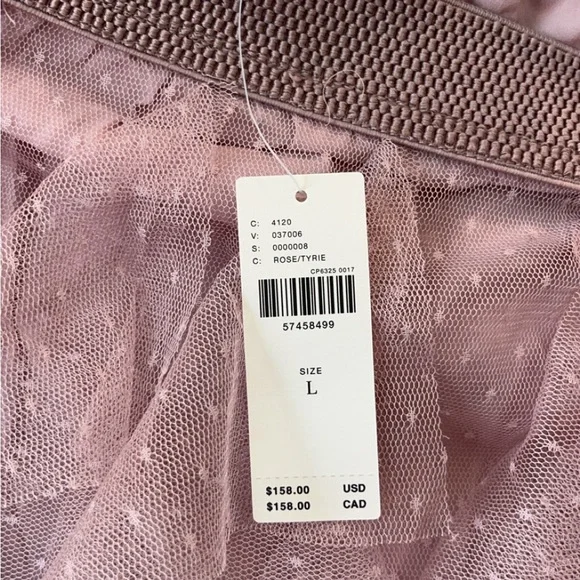 C: 4120
V: 037006
S: 0000008
C: ROSE/TYRIE
CP6325 0017
57458499
SIZE
L
$158.00 USD
$158.00 CAD